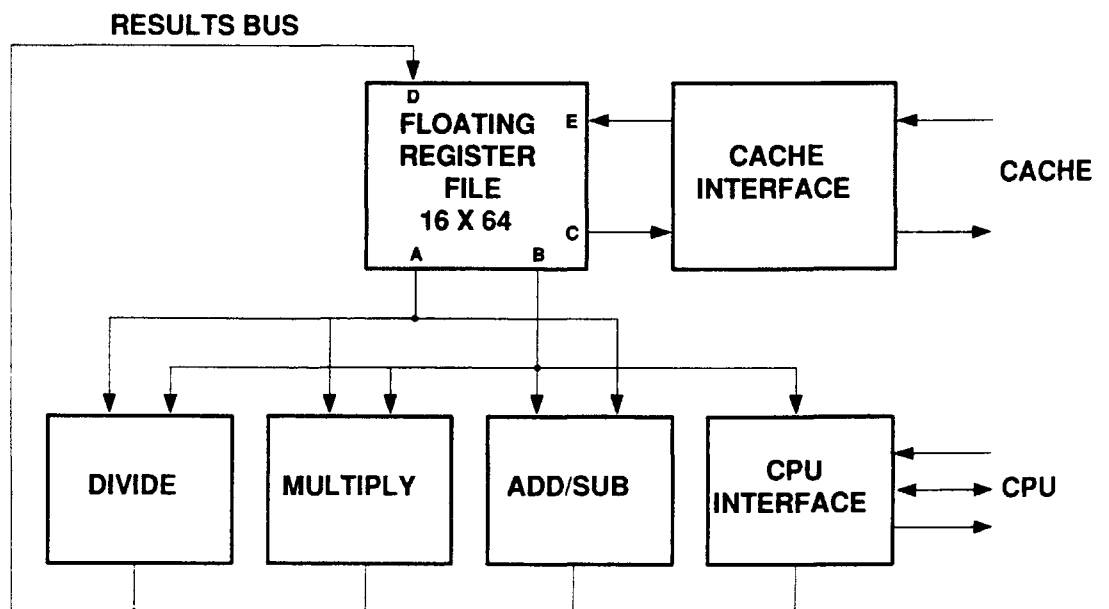 RESULTS BUS
D
FLOATING
REGISTER
FILE
16 X 64
E
C
A
B
CACHE
INTERFACE
CACHE
DIVIDE
MULTIPLY
ADD/SUB
CPU
INTERFACE
CPU